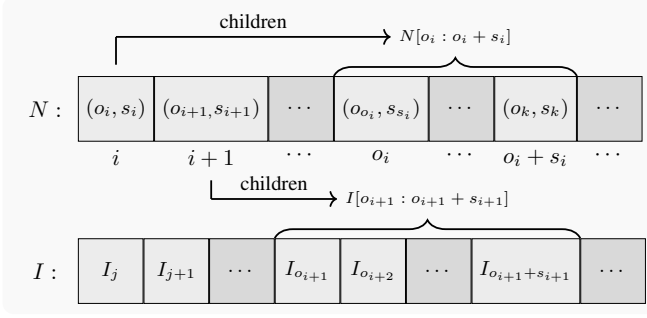 children
N[o_i : o_i + s_i]
N : (o_i, s_i) (o_{i+1}, s_{i+1}) ⋯ (o_{o_i}, s_{s_i}) ⋯ (o_k, s_k) ⋯
i i + 1 ⋯ o_i ⋯ o_i + s_i ⋯
children
I[o_{i+1} : o_{i+1} + s_{i+1}]
I : I_j I_{j+1} ⋯ I_{o_{i+1}} I_{o_{i+2}} ⋯ I_{o_{i+1}+s_{i+1}} ⋯